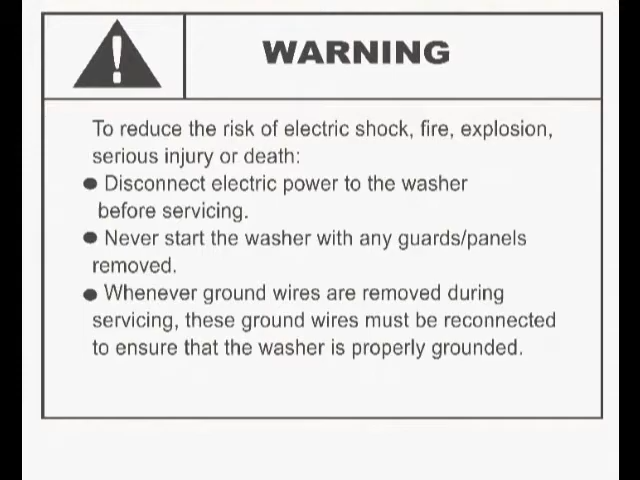 WARNING
To reduce the risk of electric shock, fire, explosion,
serious injury or death:
● Disconnect electric power to the washer
before servicing.
● Never start the washer with any guards/panels
removed.
● Whenever ground wires are removed during
servicing, these ground wires must be reconnected
to ensure that the washer is properly grounded.